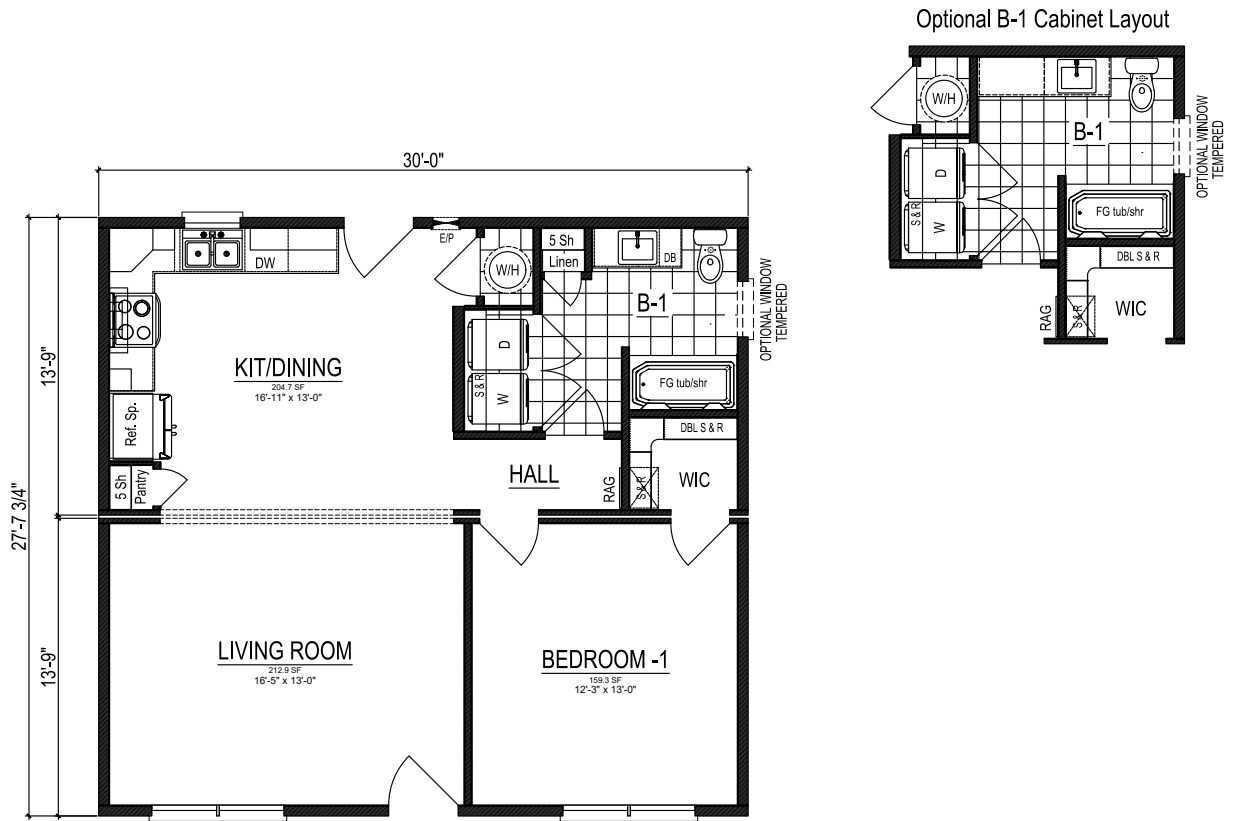 Optional B-1 Cabinet Layout
W/H
B-1
D
S & R
W
FG tub/shr
OPTIONAL WINDOW
TEMPERED
DBL S & R
RAG
S & R
WIC
30'-0"
E/P
5 Sh
Linen
DB
DW
W/H
B-1
OPTIONAL WINDOW
TEMPERED
13'-9"
KIT/DINING
204.7 SF
16'-11" x 13'-0"
D
S & R
W
FG tub/shr
Ref. Sp.
DBL S & R
HALL
5 Sh
Pantry
RAG
S & R
WIC
27'-7 3/4"
13'-9"
LIVING ROOM
212.9 SF
16'-5" x 13'-0"
BEDROOM -1
159.3 SF
12'-3" x 13'-0"